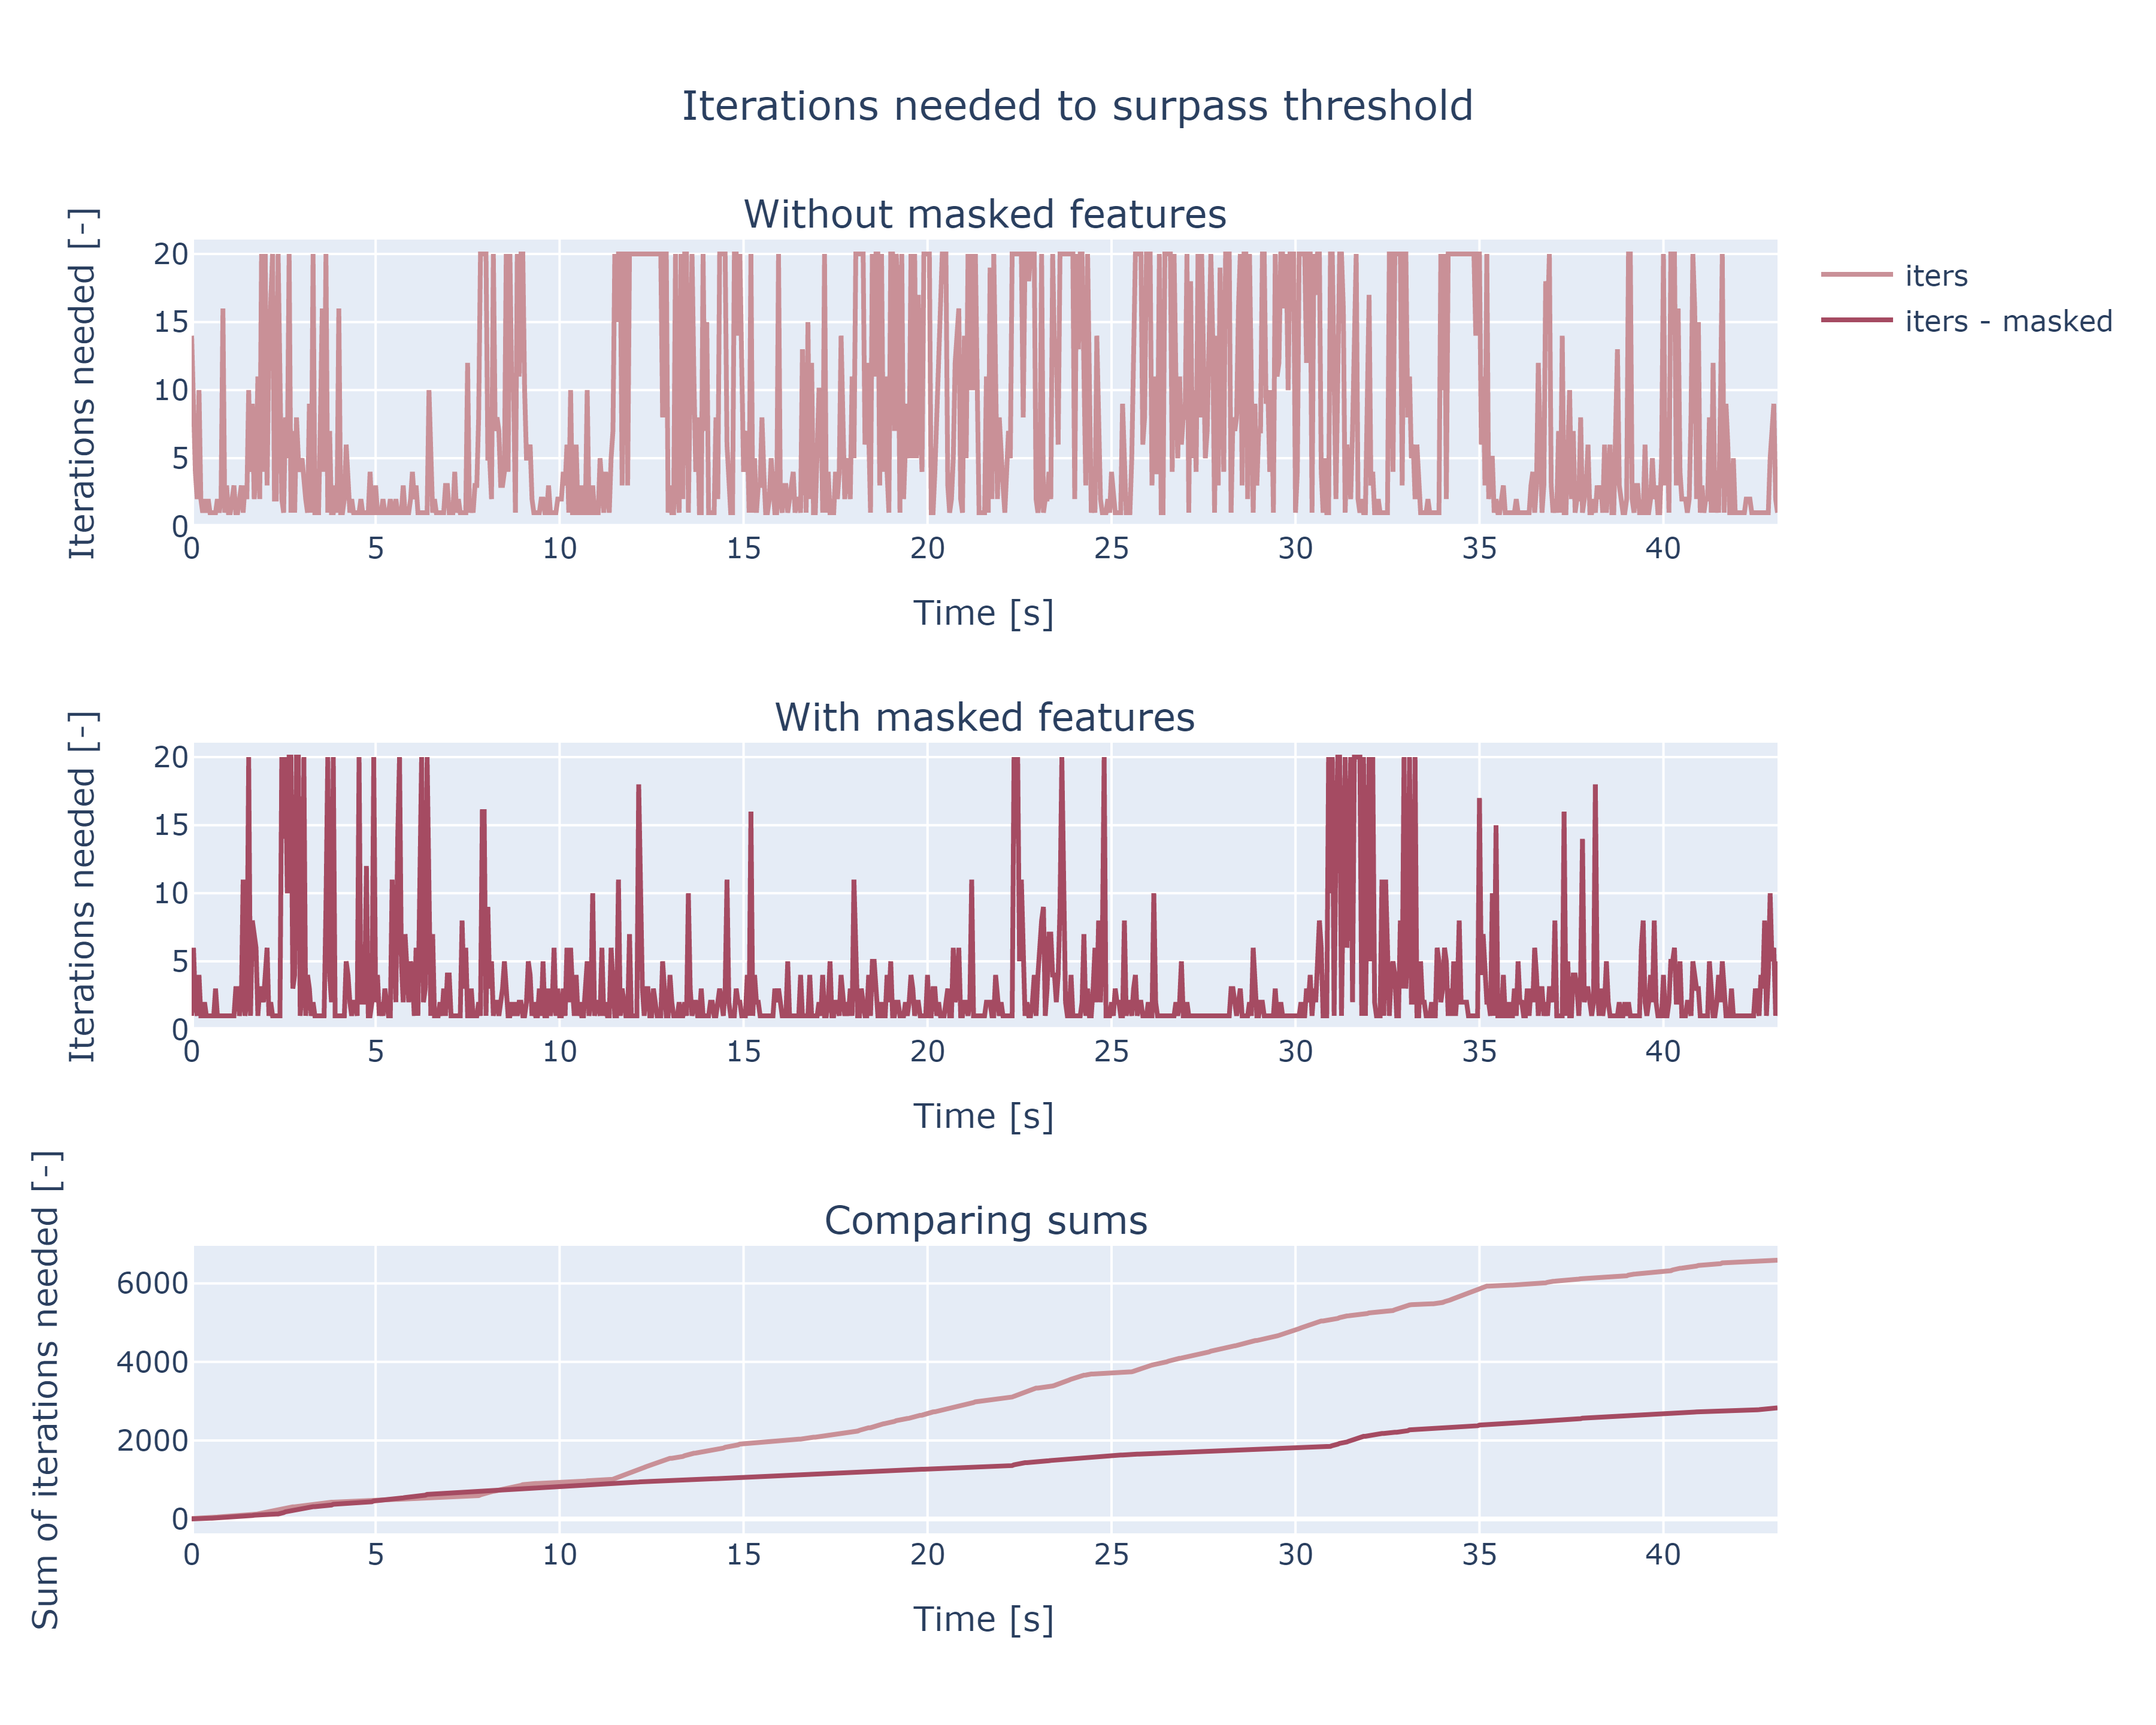 Iterations needed to surpass threshold
Without masked features
Iterations needed [-]
20
15
10
5
0
0 5 10 15 20 25 30 35 40
Time [s]
iters
iters - masked
With masked features
Iterations needed [-]
20
15
10
5
0
0 5 10 15 20 25 30 35 40
Time [s]
Comparing sums
Sum of iterations needed [-]
6000
4000
2000
0
0 5 10 15 20 25 30 35 40
Time [s]